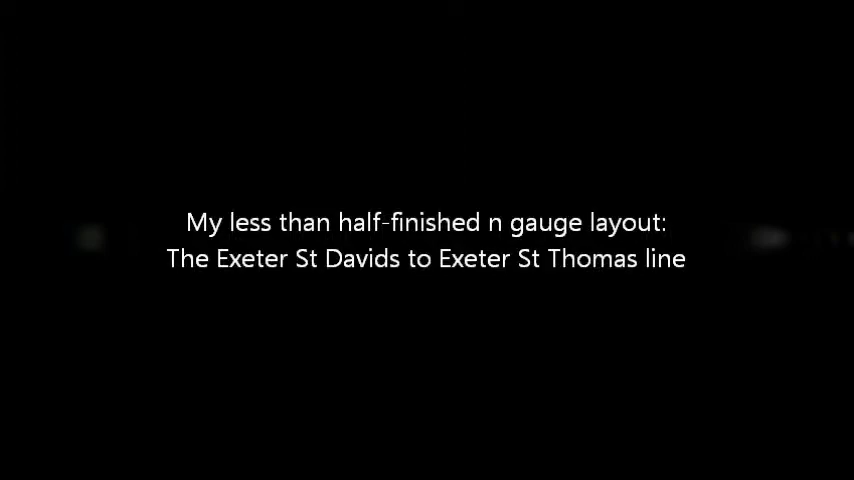 My less than half-finished n gauge layout:
The Exeter St Davids to Exeter St Thomas line